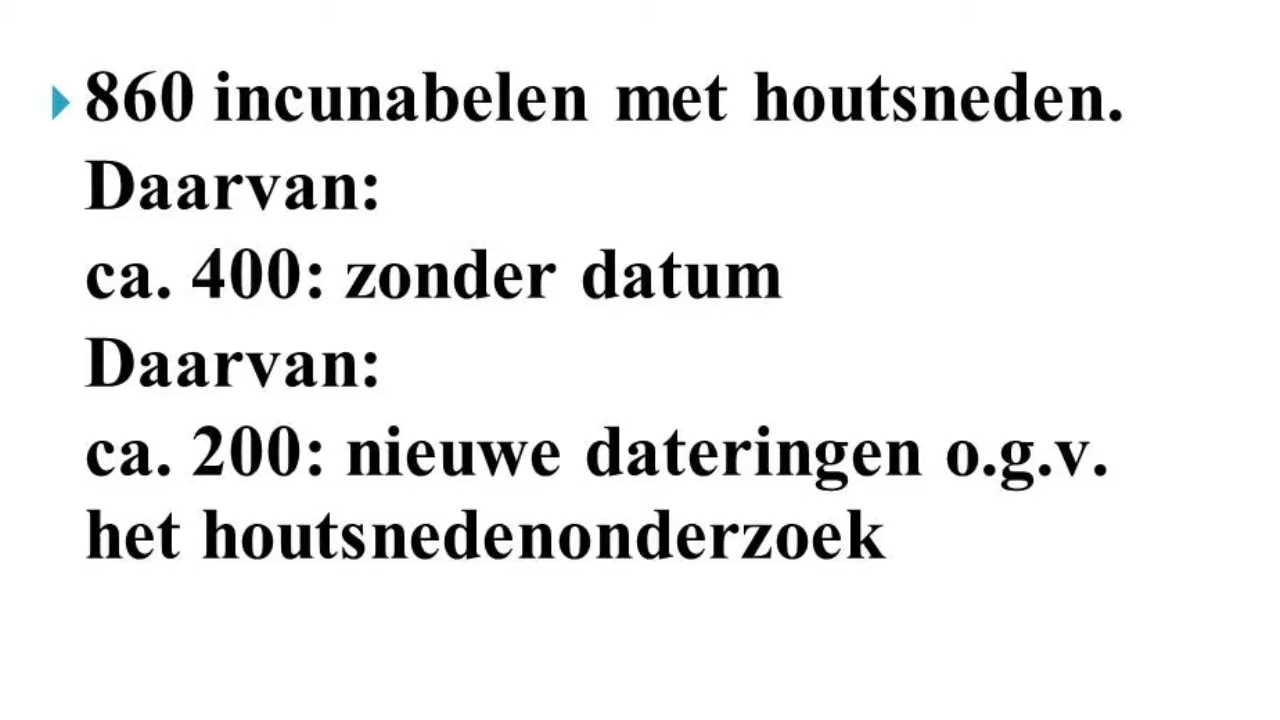 860 incunabelen met houtsneden.
Daarvan:
ca. 400: zonder datum
Daarvan:
ca. 200: nieuwe dateringen o.g.v.
het houtsnedenonderzoek